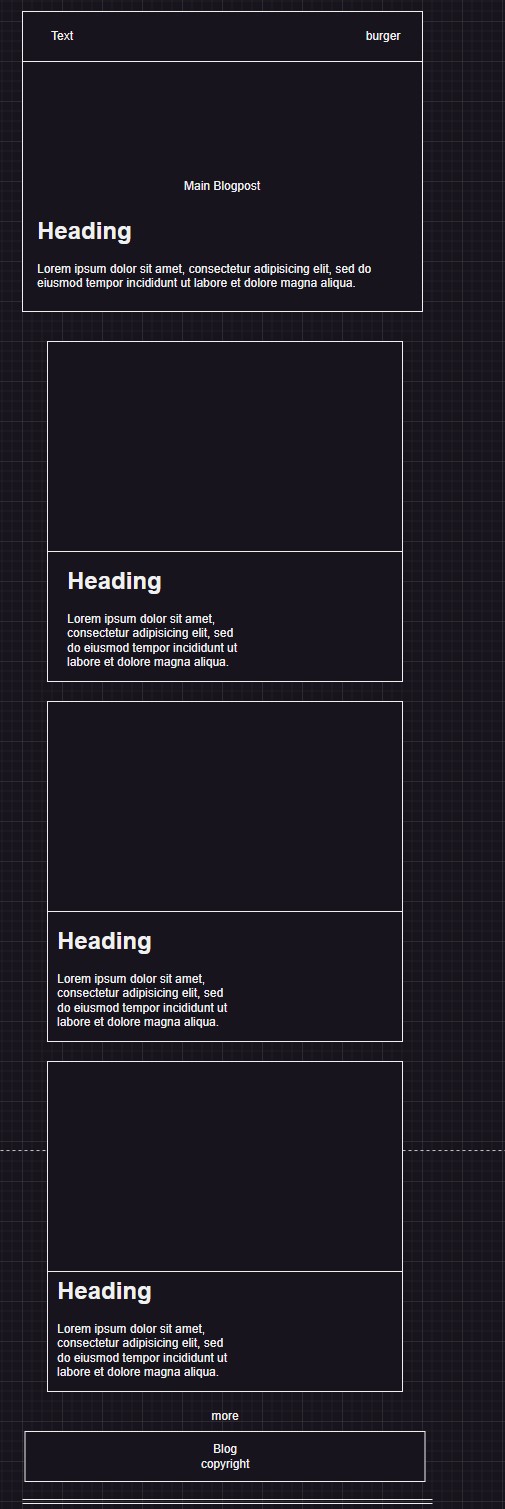 Text
burger
Main Blogpost
Heading
Lorem ipsum dolor sit amet, consectetur adipisicing elit, sed do
eiusmod tempor incididunt ut labore et dolore magna aliqua.
Heading
Lorem ipsum dolor sit amet,
consectetur adipisicing elit, sed
do eiusmod tempor incididunt ut
labore et dolore magna aliqua.
Heading
Lorem ipsum dolor sit amet,
consectetur adipisicing elit, sed
do eiusmod tempor incididunt ut
labore et dolore magna aliqua.
Heading
Lorem ipsum dolor sit amet,
consectetur adipisicing elit, sed
do eiusmod tempor incididunt ut
labore et dolore magna aliqua.
more
Blog
copyright